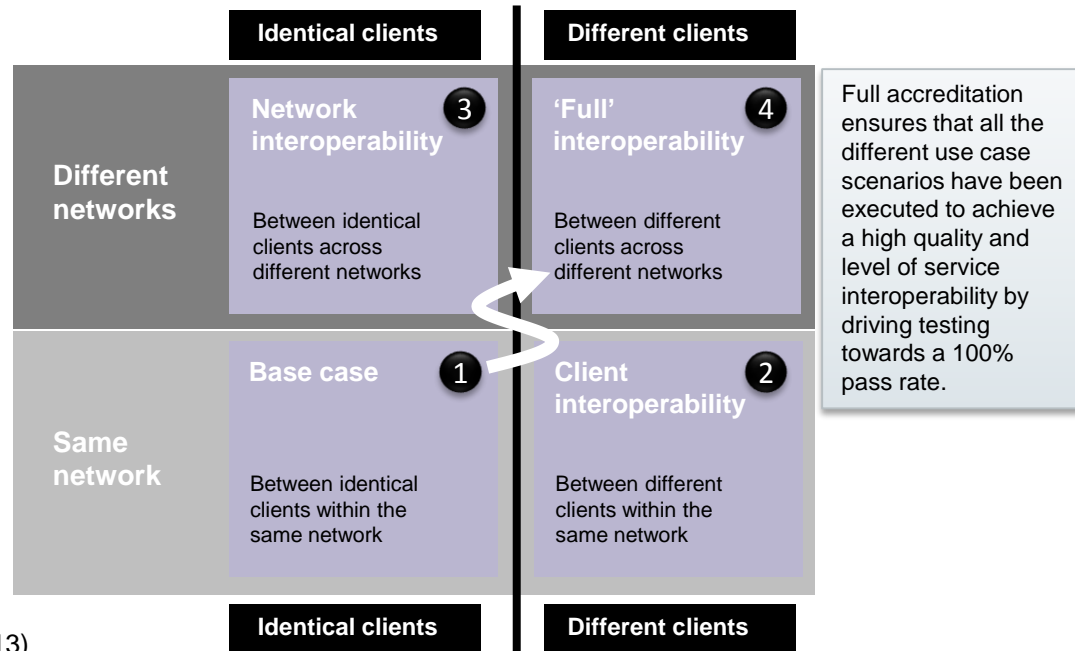 Identical clients
Different clients
Different
networks
Network
interoperability
3
Between identical
clients across
different networks
‘Full’
interoperability
4
Between different
clients across
different networks
Full accreditation
ensures that all the
different use case
scenarios have been
executed to achieve
a high quality and
level of service
interoperability by
driving testing
towards a 100%
pass rate.
Same
network
Base case
1
Between identical
clients within the
same network
Client
interoperability
2
Between different
clients within the
same network
Identical clients
Different clients